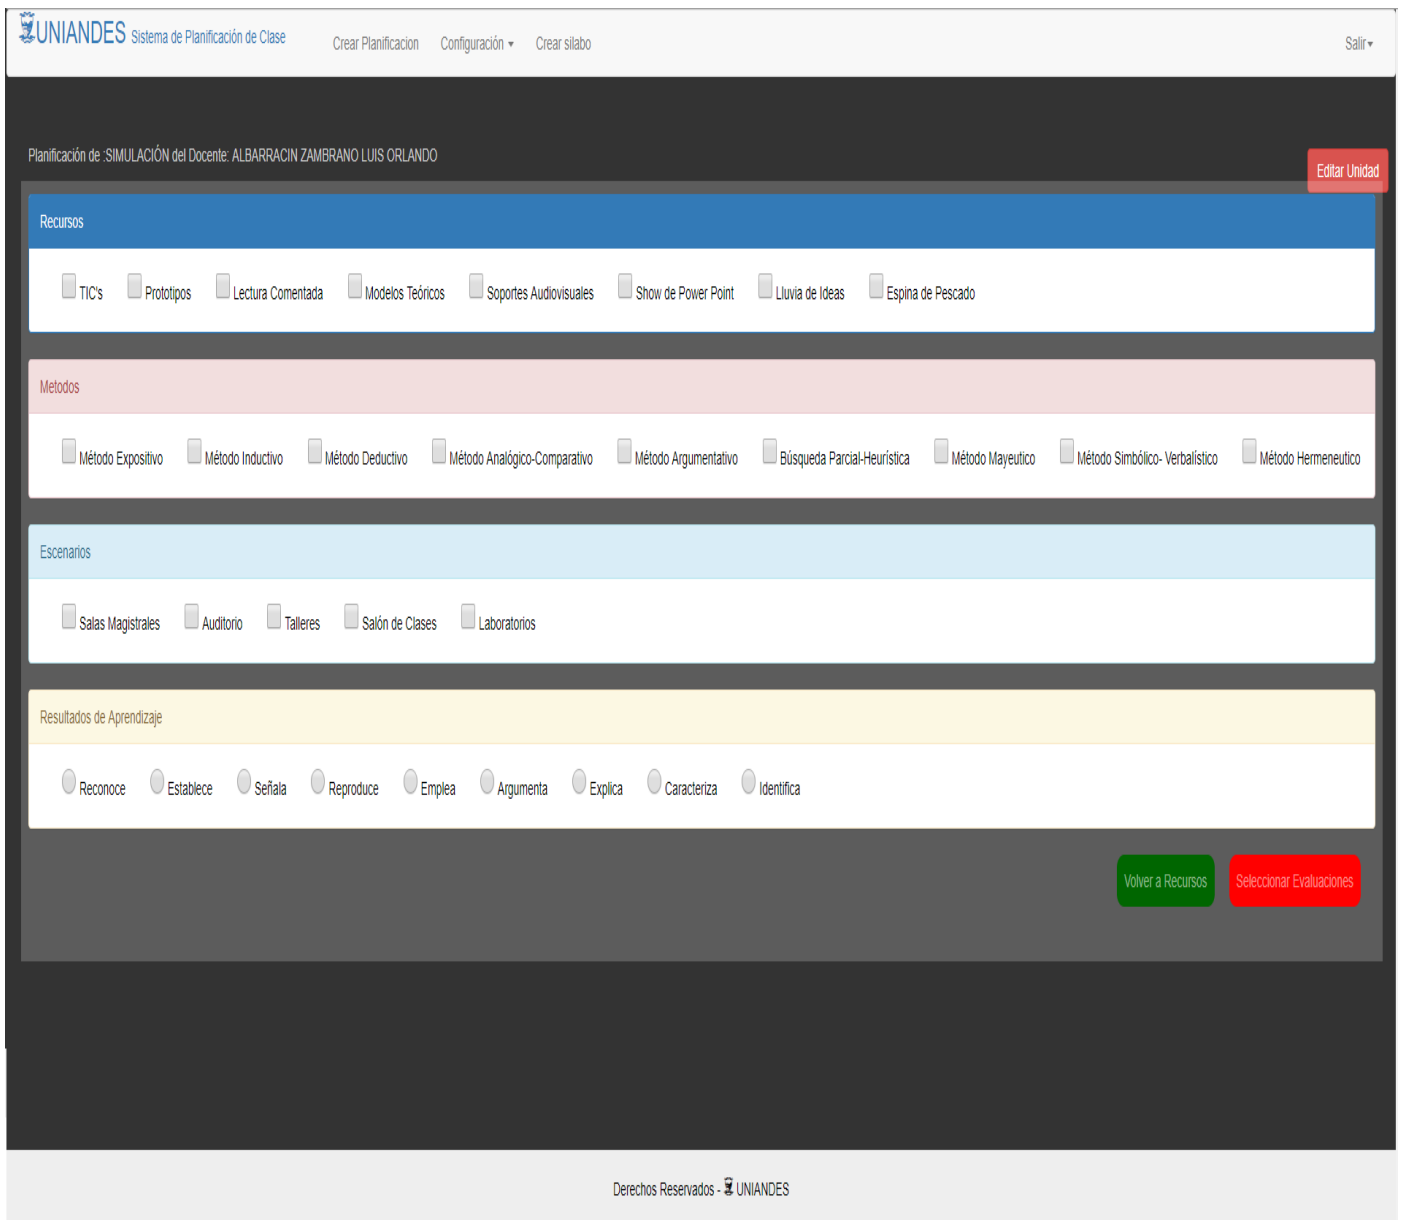 UNIANDES Sistema de Planificación de Clase Crear Planificacion Configuración Crear silabo Salir
Planificación de :SIMULACIÓN del Docente: ALBARRACIN ZAMBRANO LUIS ORLANDO
Editar Unidad
Recursos
TIC's Prototipos Lectura Comentada Modelos Teóricos Soportes Audiovisuales Show de Power Point Lluvia de Ideas Espina de Pescado
Metodos
Método Expositivo Método Inductivo Método Deductivo Método Analógico-Comparativo Método Argumentativo Búsqueda Parcial-Heurística Método Mayeutico Método Simbólico- Verbalístico Método Hermeneutico
Escenarios
Salas Magistrales Auditorio Talleres Salón de Clases Laboratorios
Resultados de Aprendizaje
Reconoce Establece Señala Reproduce Emplea Argumenta Explica Caracteriza Identifica
Volver a Recursos Seleccionar Evaluaciones
Derechos Reservados - UNIANDES